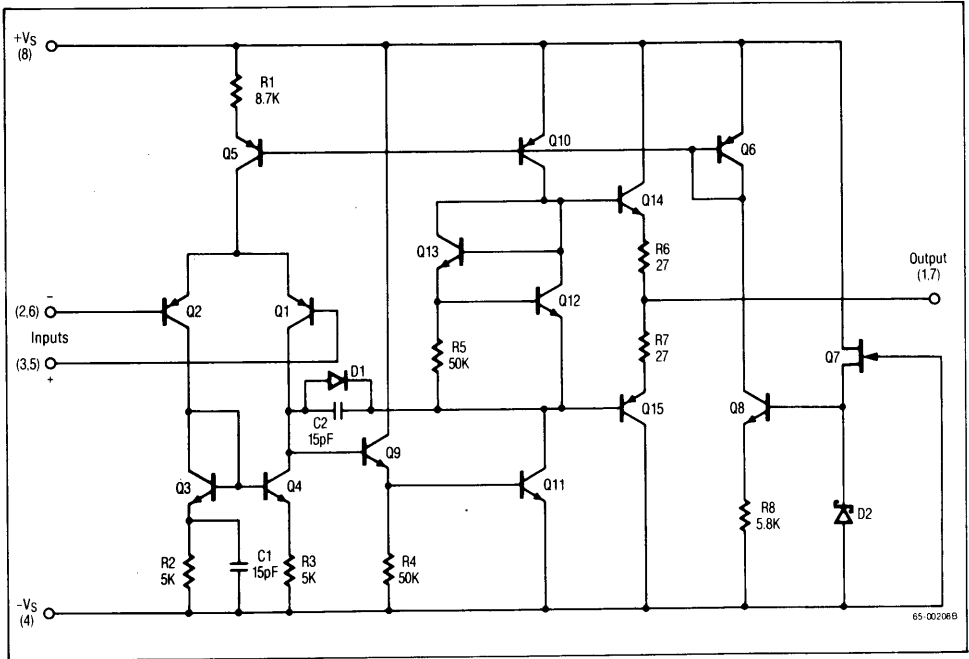 +VS
(8)
R1
8.7K
Q5
Q10
Q6
Q14
Q13
R6
27
Output
(1,7)
−
(2,6)
Q2
Q1
Q12
Inputs
(3,5)
+
R5
50K
R7
27
Q7
D1
C2
15pF
Q15
Q8
Q9
Q3
Q4
Q11
R8
5.8K
D2
R2
5K
C1
15pF
R3
5K
R4
50K
−VS
(4)
65-00208B